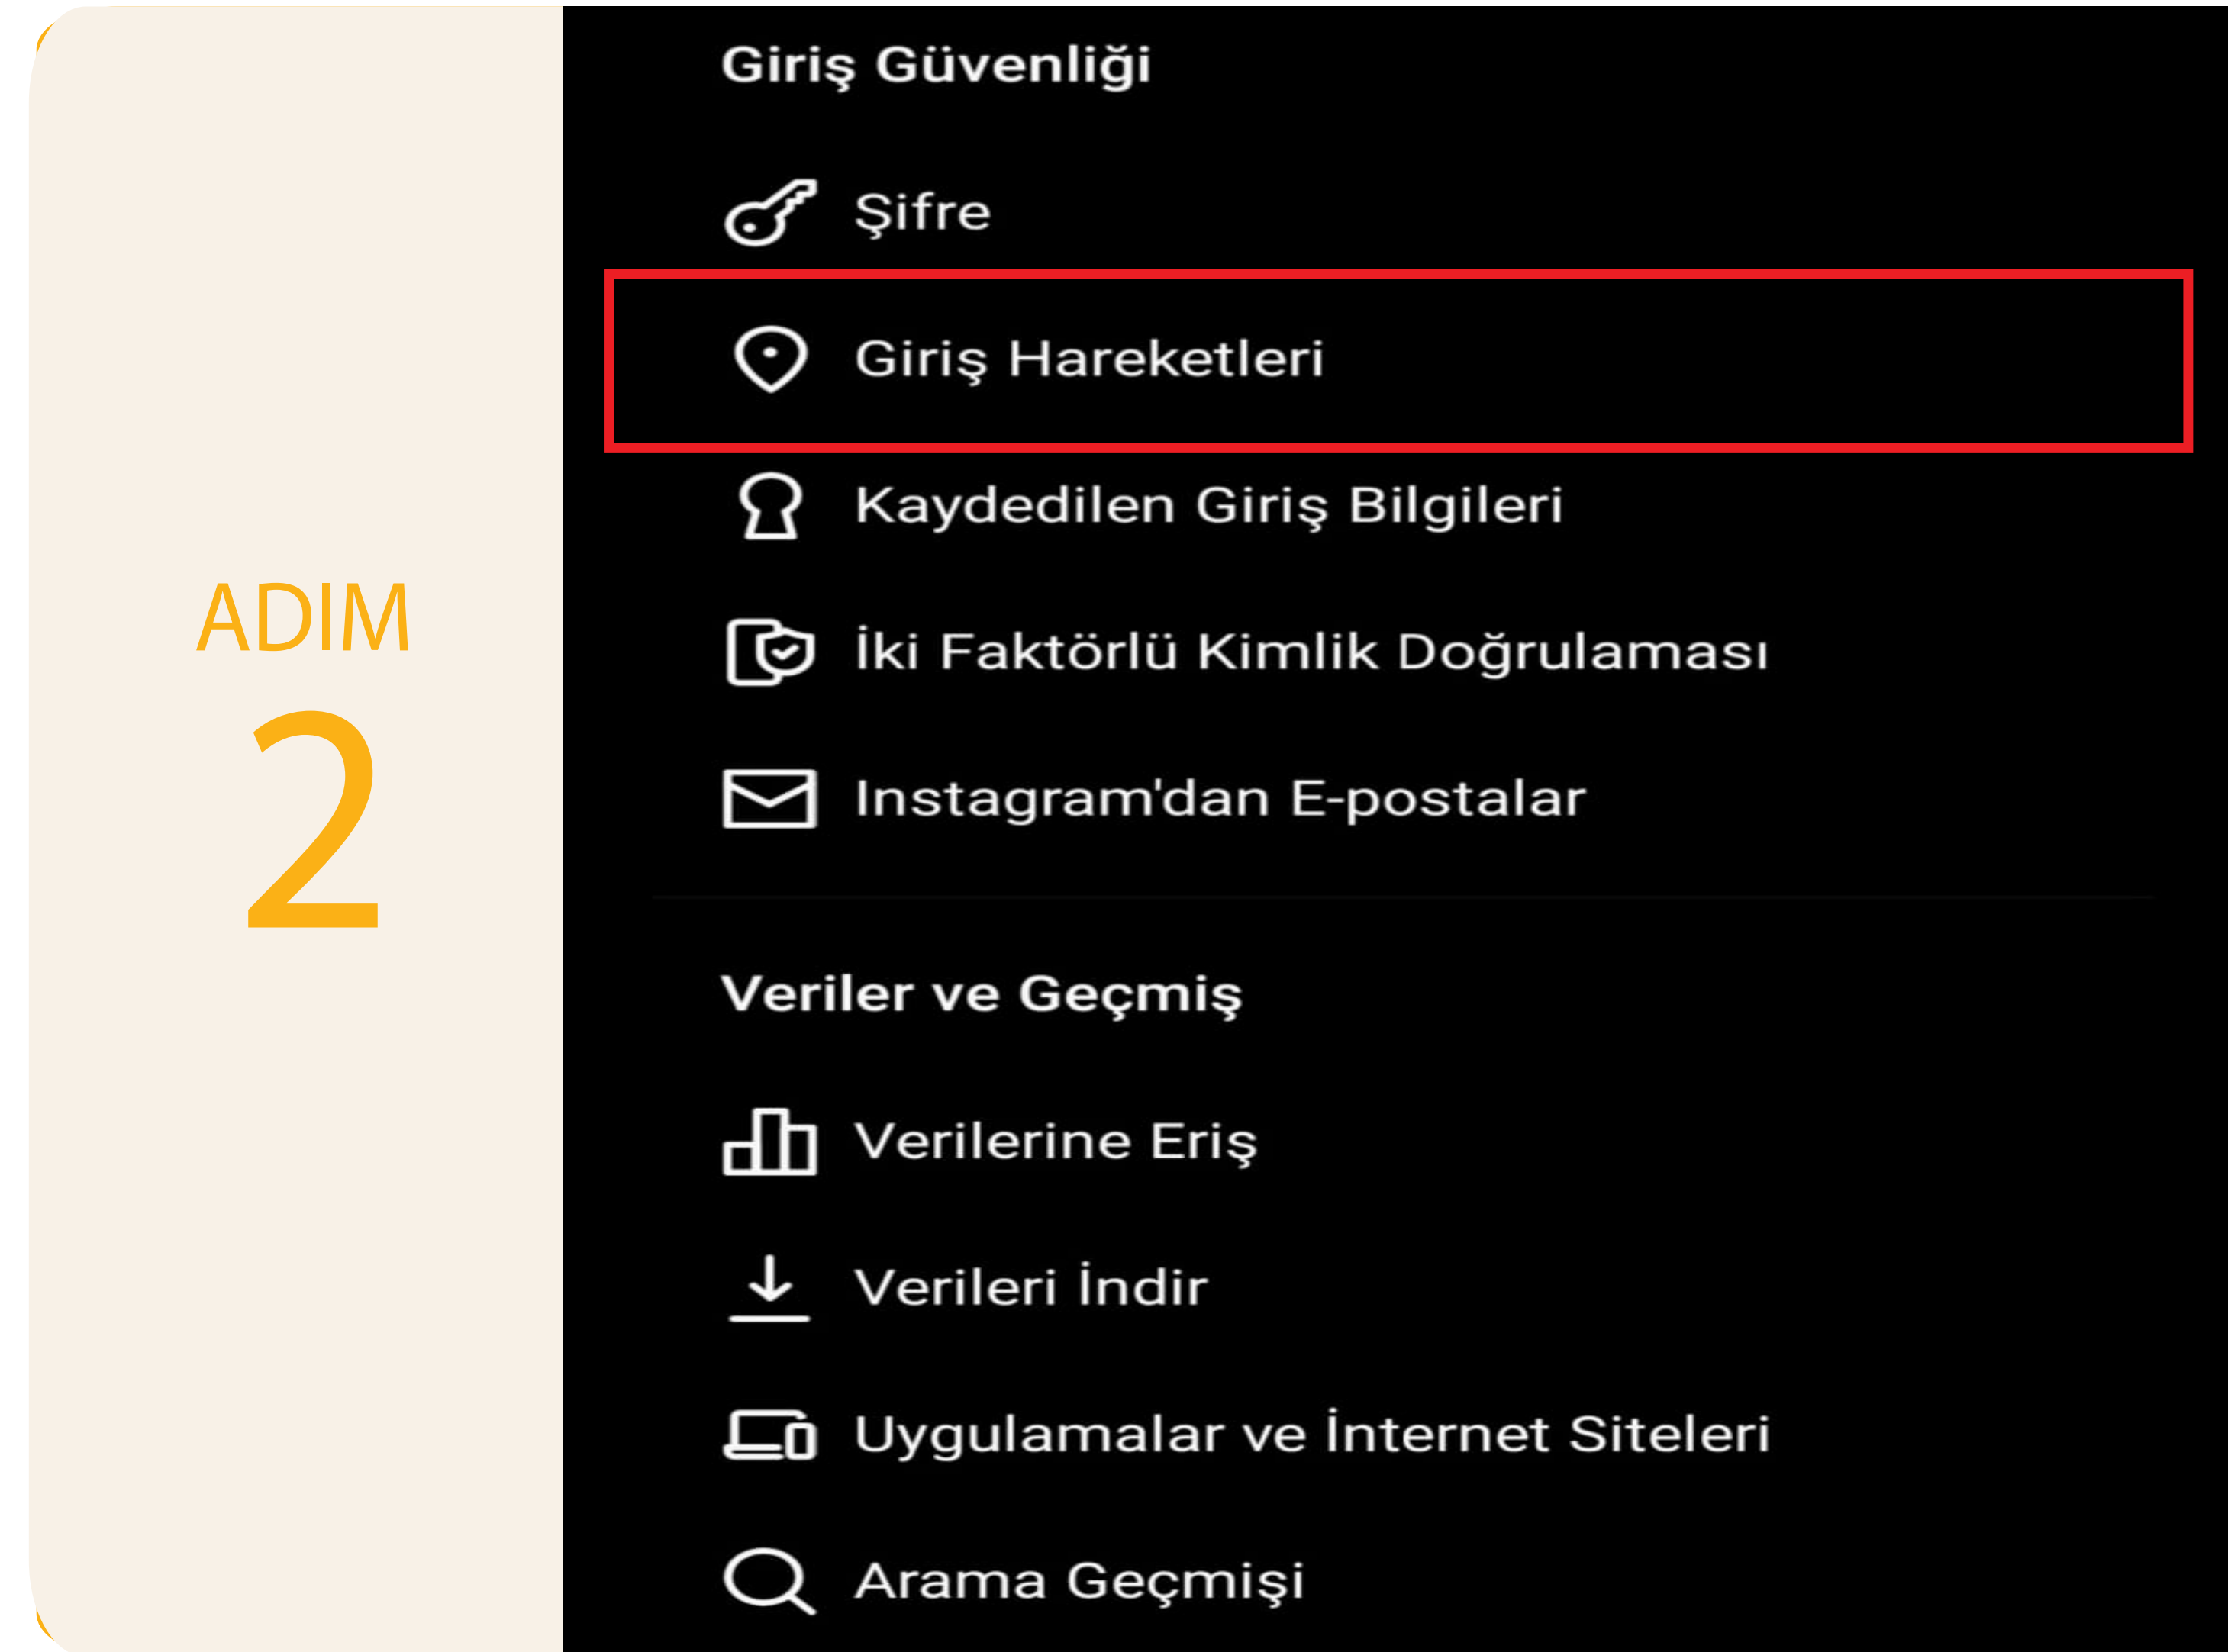 ADIM
2
Giriş Güvenliği
Şifre
Giriş Hareketleri
Kaydedilen Giriş Bilgileri
İki Faktörlü Kimlik Doğrulaması
Instagram'dan E-postalar
Veriler ve Geçmiş
Verilerine Eriş
Verileri İndir
Uygulamalar ve İnternet Siteleri
Arama Geçmişi